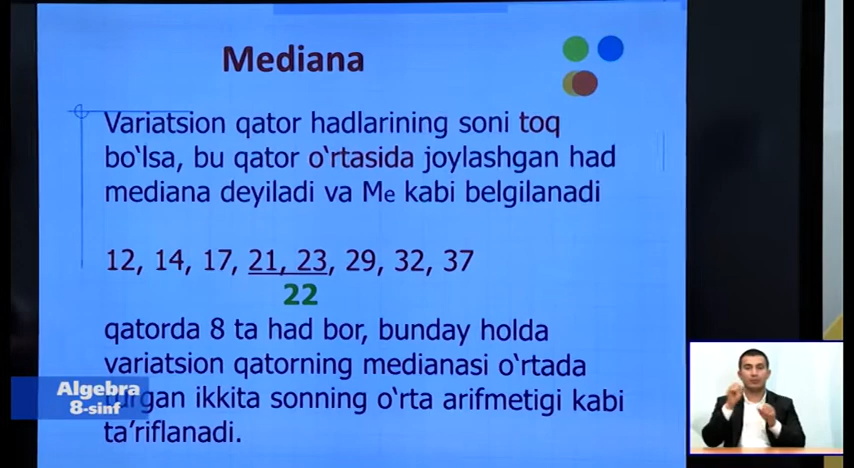 Mediana
Variatsion qator hadlarining soni toq
bo‘lsa, bu qator o‘rtasida joylashgan had
mediana deyiladi va Me kabi belgilanadi
12, 14, 17, 21, 23, 29, 32, 37
22
qatorda 8 ta had bor, bunday holda
variatsion qatorning medianasi o‘rtada
ikkita sonning o‘rta arifmetigi kabi
ta’riflanadi.
Algebra
8-sinf